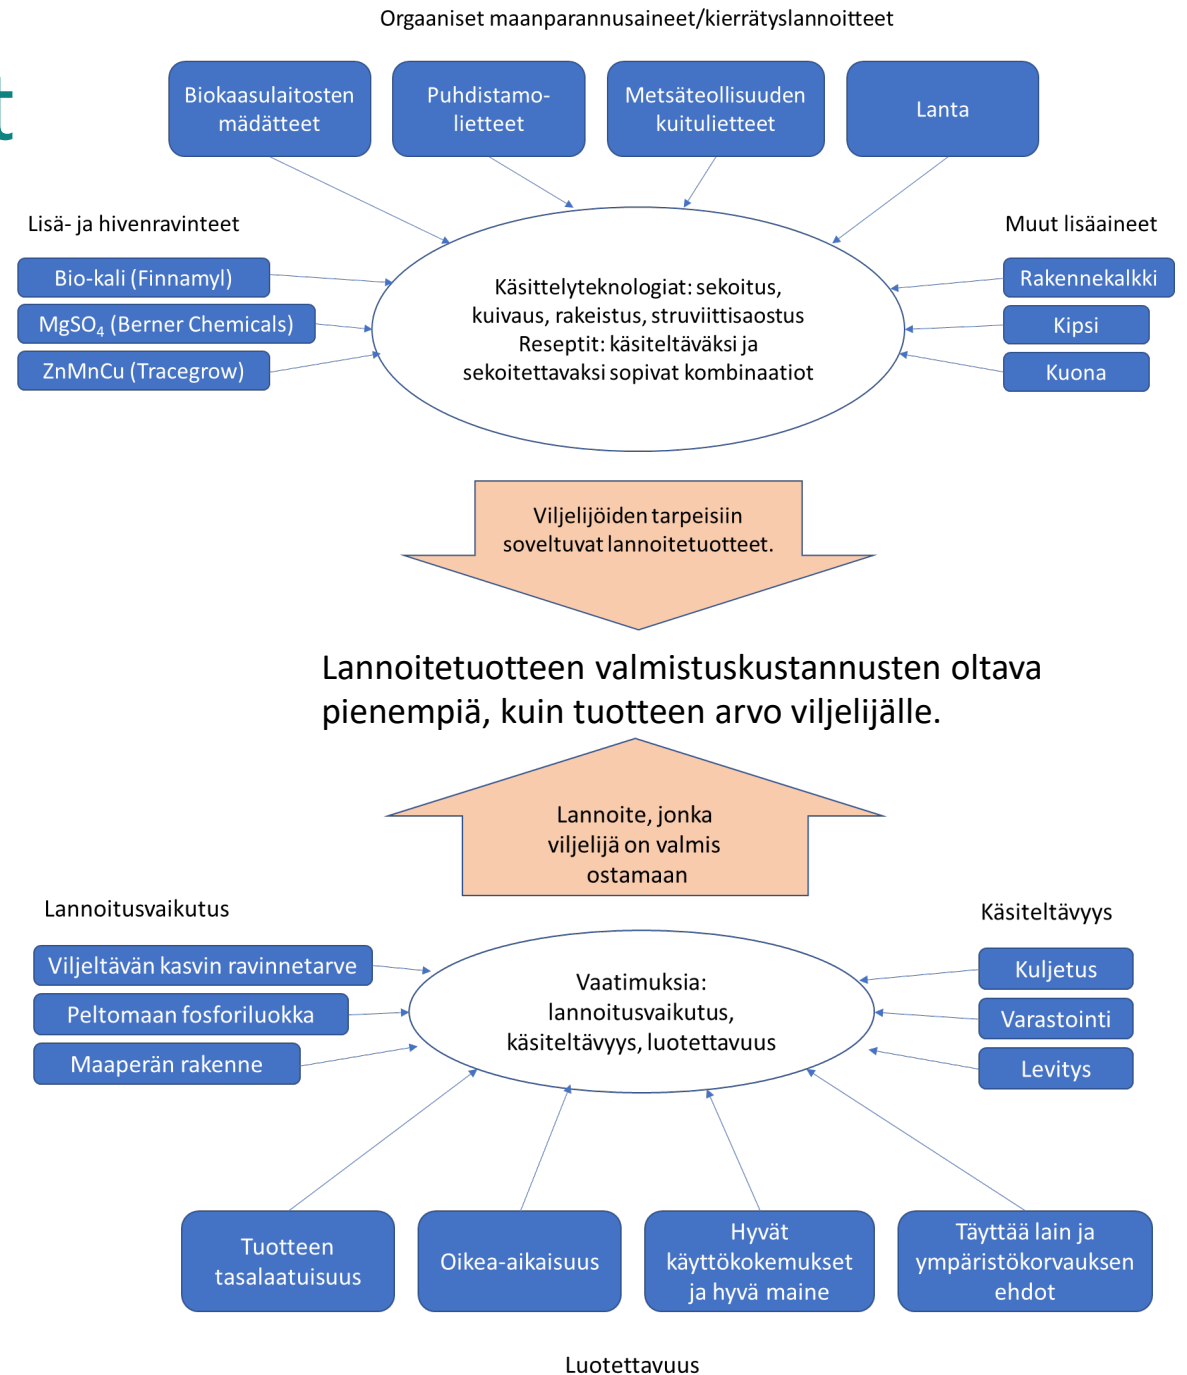 Orgaaniset maanparannusaineet/kierrätyslannoitteet
t
Biokaasulaitosten
mädätteet
Puhdistamo-
lietteet
Metsäteollisuuden
kuitulietteet
Lanta
Lisä- ja hivenravinteet
Muut lisäaineet
Bio-kali (Finnamyl)
MgSO₄ (Berner Chemicals)
ZnMnCu (Tracegrow)
Käsittelyteknologiat: sekoitus,
kuivaus, rakeistus, struviittisaostus
Reseptit: käsiteltäväksi ja
sekoitettavaksi sopivat kombinaatiot
Rakennekalkki
Kipsi
Kuona
Viljelijöiden tarpeisiin
soveltuvat lannoitetuotteet.
Lannoitetuotteen valmistuskustannusten oltava
pienempiä, kuin tuotteen arvo viljelijälle.
Lannoite, jonka
viljelijä on valmis
ostamaan
Lannoitusvaikutus
Käsiteltävyys
Viljeltävän kasvin ravinnetarve
Peltomaan fosforiluokka
Maaperän rakenne
Vaatimuksia:
lannoitusvaikutus,
käsiteltävyys, luotettavuus
Kuljetus
Varastointi
Levitys
Tuotteen
tasalaatuisuus
Oikea-aikaisuus
Hyvät
käyttökokemukset
ja hyvä maine
Täyttää lain ja
ympäristökorvauksen
ehdot
Luotettavuus